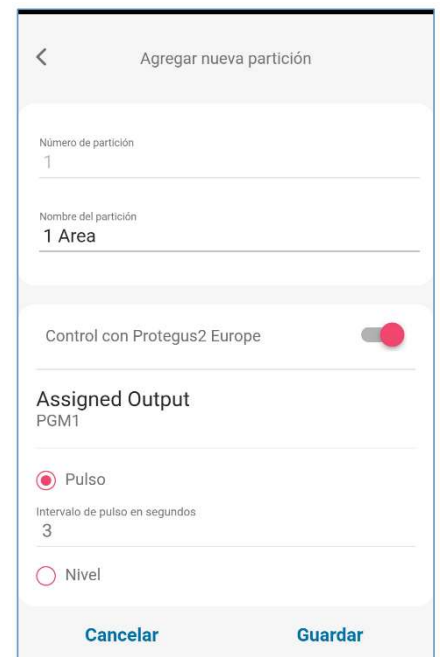 Agregar nueva partición
Número de partición
1
Nombre del partición
1 Area
Control con Protegus2 Europe
Assigned Output
PGM1
Pulso
Intervalo de pulso en segundos
3
Nivel
Cancelar Guardar